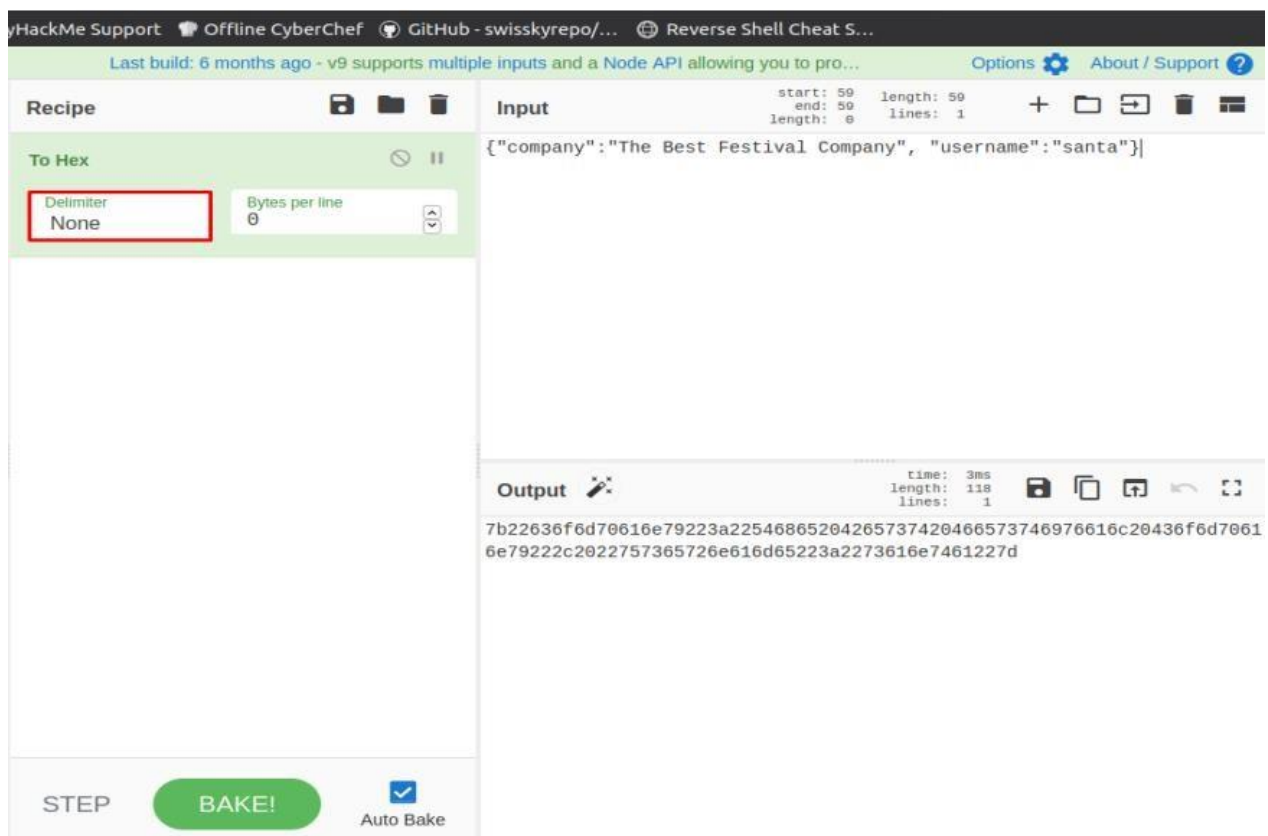 yHackMe Support Offline CyberChef GitHub - swisskyrepo/... Reverse Shell Cheat S...
Last build: 6 months ago - v9 supports multiple inputs and a Node API allowing you to pro... Options About / Support ?
Recipe
Input
start: 59
end: 59
length: 0
length: 59
lines: 1
To Hex
Delimiter
None
Bytes per line
0
{"company":"The Best Festival Company", "username":"santa"}
Output
time: 3ms
length: 118
lines: 1
7b22636f6d70616e79223a22546865204265737420466573746976616c20436f6d7061
6e79222c2022757365726e616d65223a2273616e7461227d
STEP
BAKE!
Auto Bake